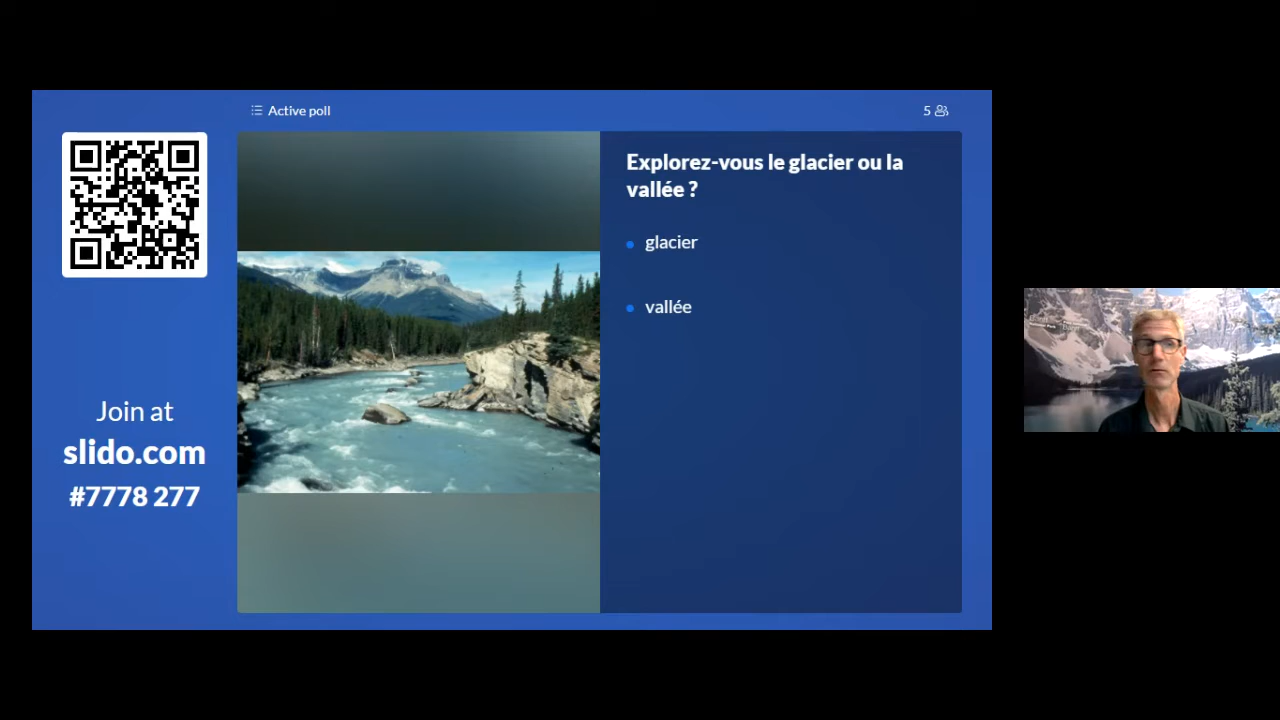 Active poll
5
Explorez-vous le glacier ou la
vallée ?
glacier
vallée
Join at
slido.com
#7778 277